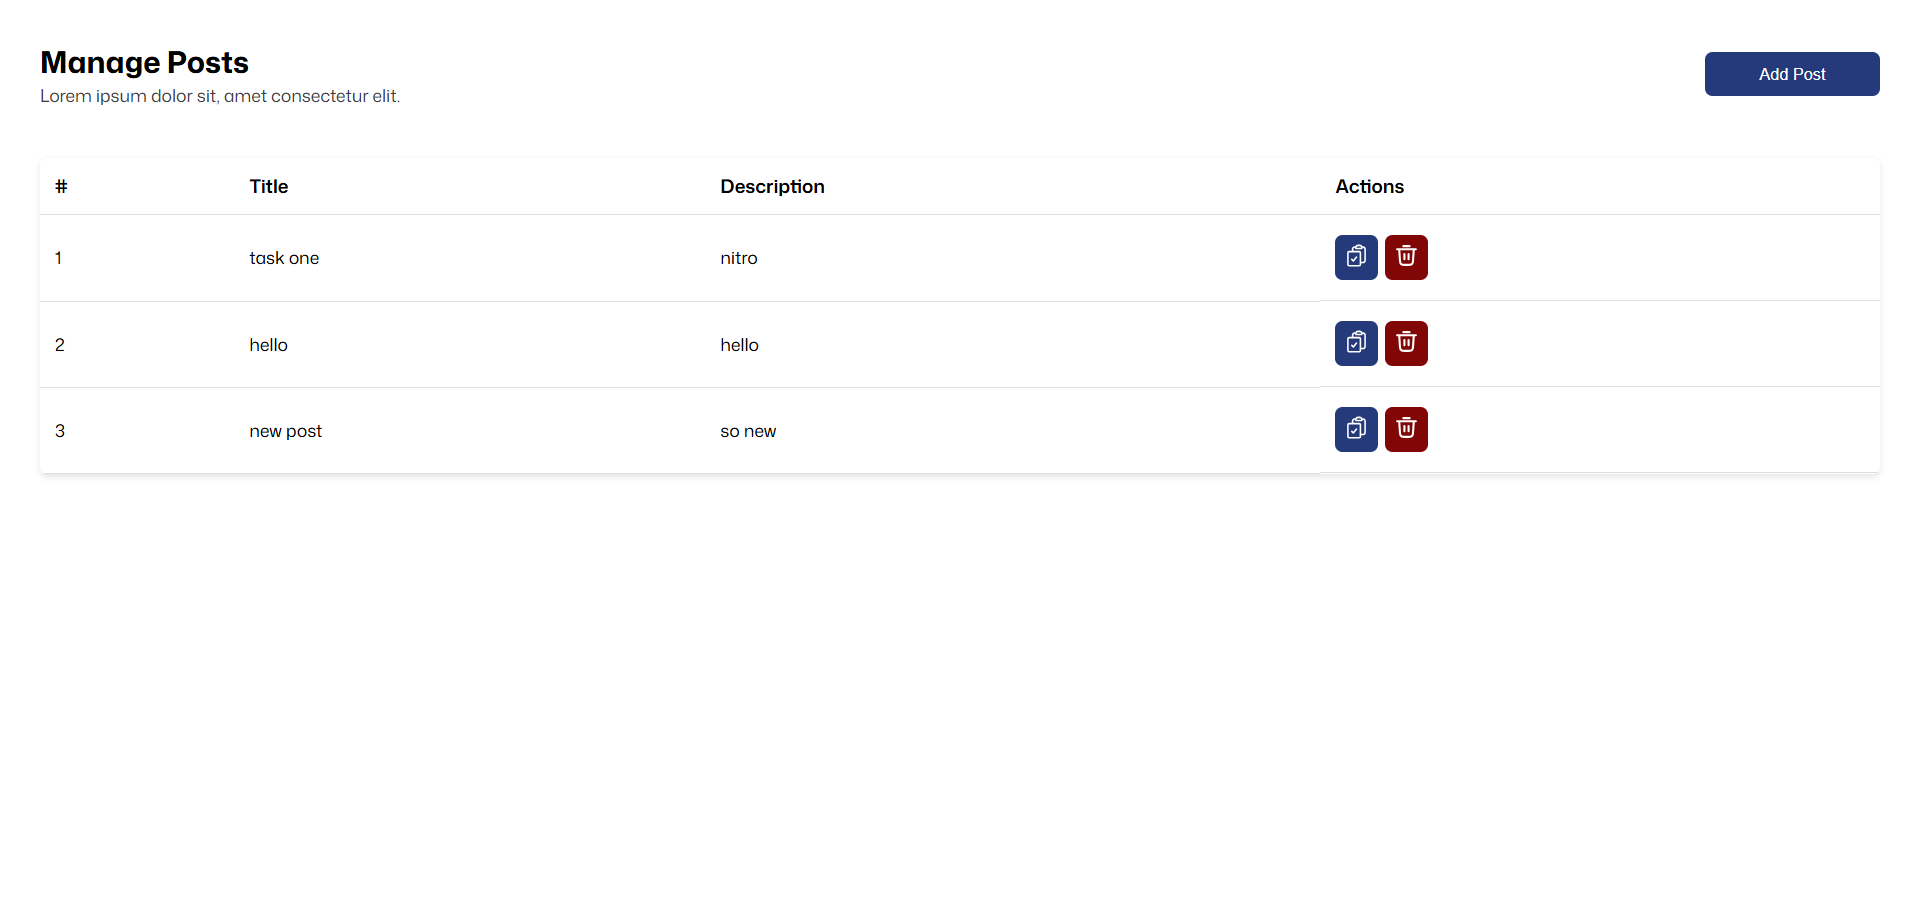 Manage Posts
Lorem ipsum dolor sit, amet consectetur elit.
Add Post
# Title Description Actions
1 task one nitro
2 hello hello
3 new post so new